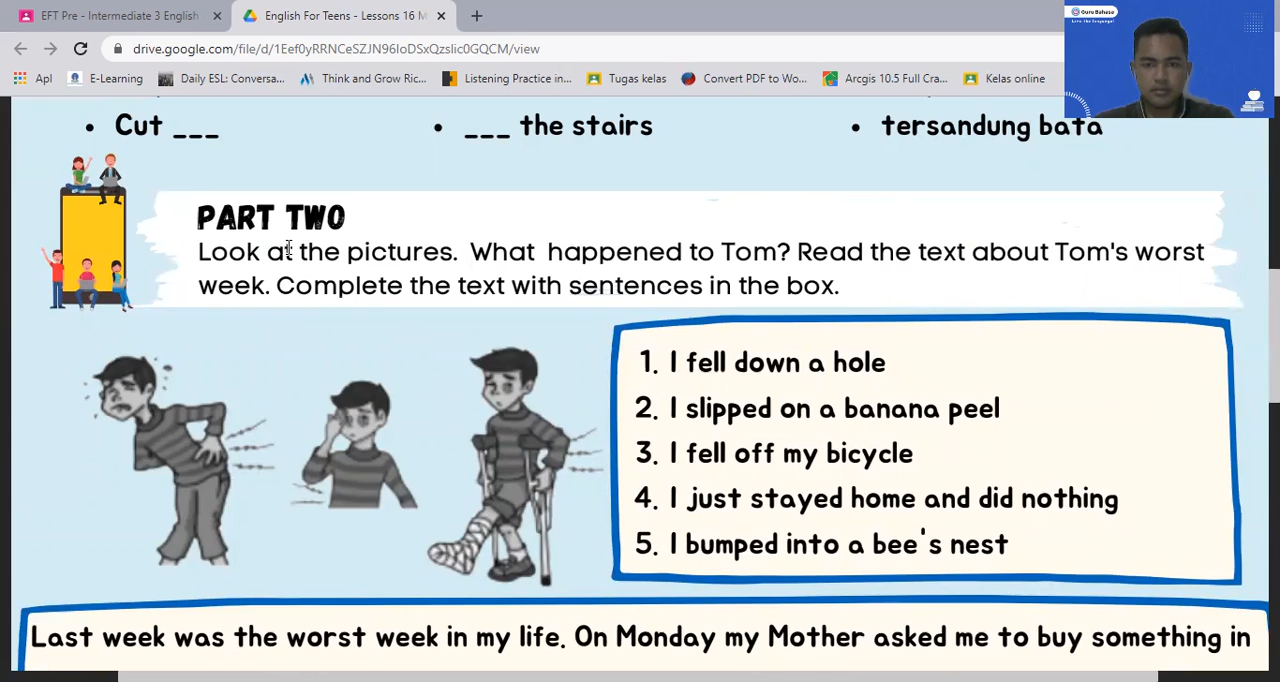 EFT Pre - Intermediate 3 English
English For Teens - Lessons 16 M
drive.google.com/file/d/1Eef0yRRNCeSZJN96IoDSxQzslic0GQCM/view
Apl
E-Learning
Daily ESL: Conversa...
Think and Grow Ric...
Listening Practice in...
Tugas kelas
Convert PDF to Wo...
Arcgis 10.5 Full Cra...
Kelas online
Guru Bahasa
• Cut ___
• ___ the stairs
• tersandung bata
PART TWO
Look at the pictures. What happened to Tom? Read the text about Tom's worst
week. Complete the text with sentences in the box.
1. I fell down a hole
2. I slipped on a banana peel
3. I fell off my bicycle
4. I just stayed home and did nothing
5. I bumped into a bee's nest
Last week was the worst week in my life. On Monday my Mother asked me to buy something in